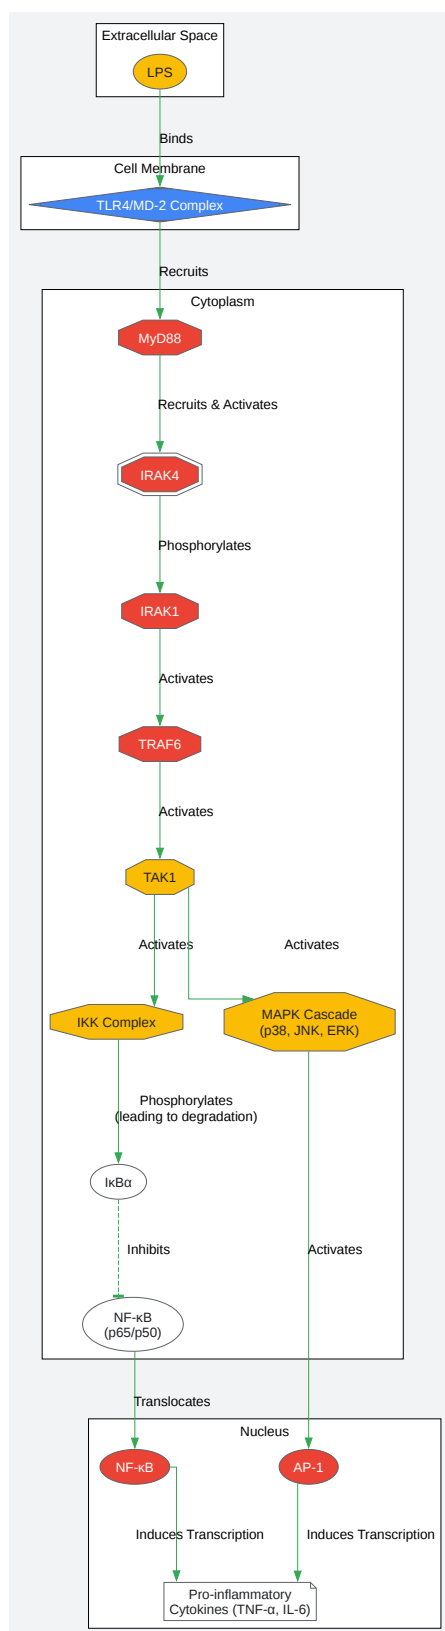 Extracellular Space
LPS
Binds
Cell Membrane
TLR4/MD-2 Complex
Recruits
Cytoplasm
MyD88
Recruits & Activates
IRAK4
Phosphorylates
IRAK1
Activates
TRAF6
Activates
TAK1
Activates
Activates
IKK Complex
MAPK Cascade
(p38, JNK, ERK)
Phosphorylates
(leading to degradation)
IκBα
Inhibits
Activates
NF-κB
(p65/p50)
Translocates
Nucleus
NF-κB
AP-1
Induces Transcription
Induces Transcription
Pro-inflammatory
Cytokines (TNF-α, IL-6)